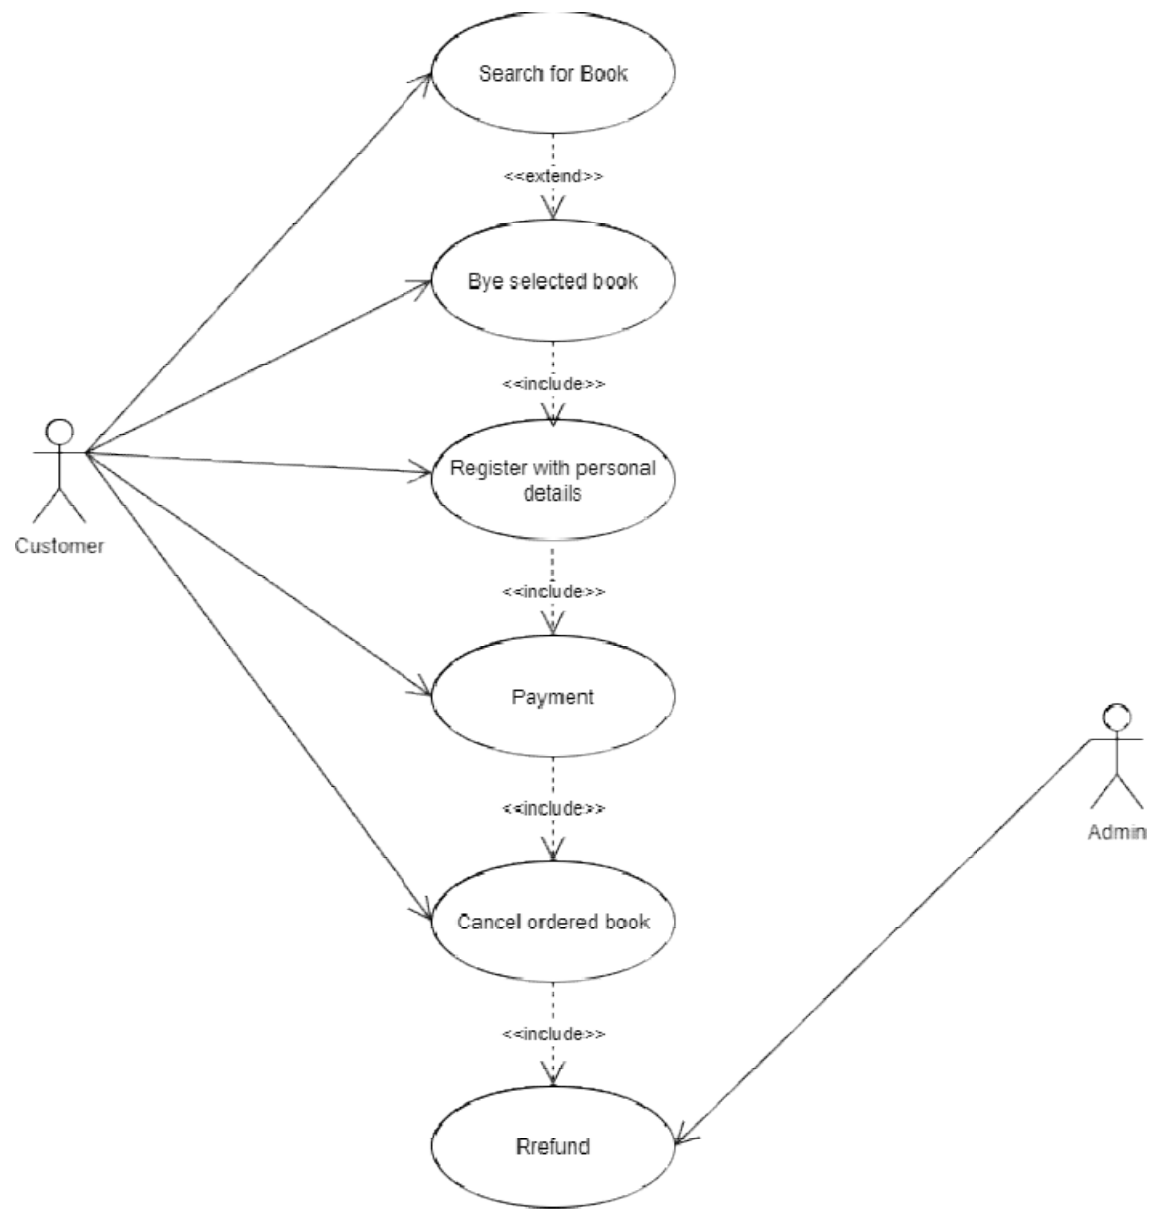 Search for Book
<<extend>>
Bye selected book
<<include>>
Register with personal
details
Customer
<<include>>
Payment
<<include>>
Admin
Cancel ordered book
<<include>>
Rrefund